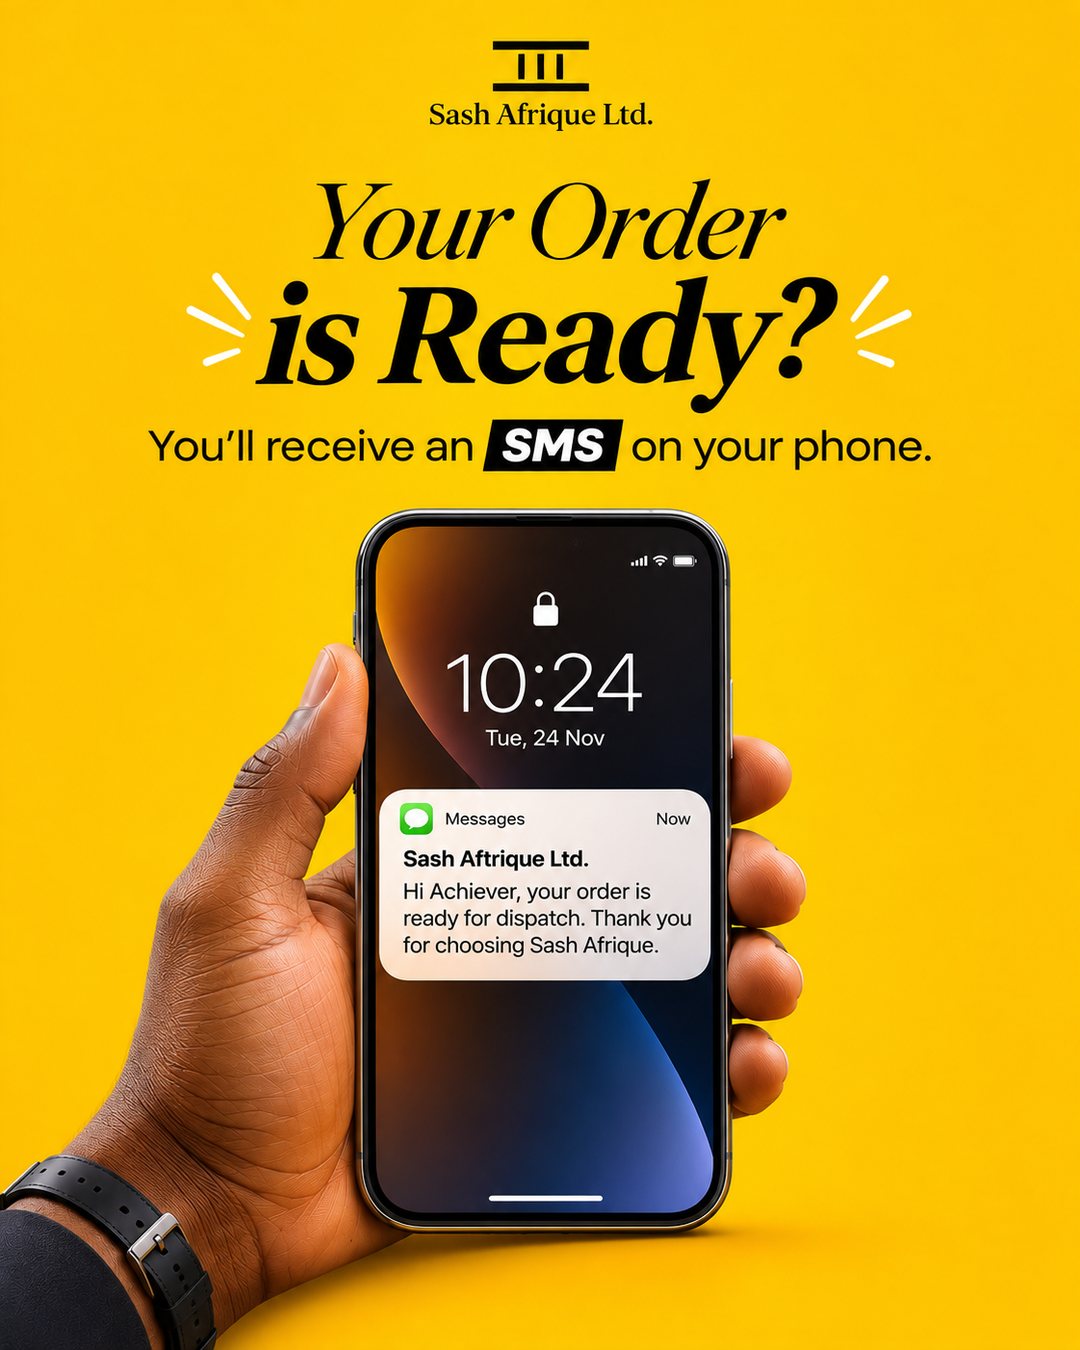 Sash Afrique Ltd.
Your Order
is Ready?
You'll receive an SMS on your phone.
10:24
Tue, 24 Nov
Messages Now
Sash Aftrique Ltd.
Hi Achiever, your order is
ready for dispatch. Thank you
for choosing Sash Afrique.